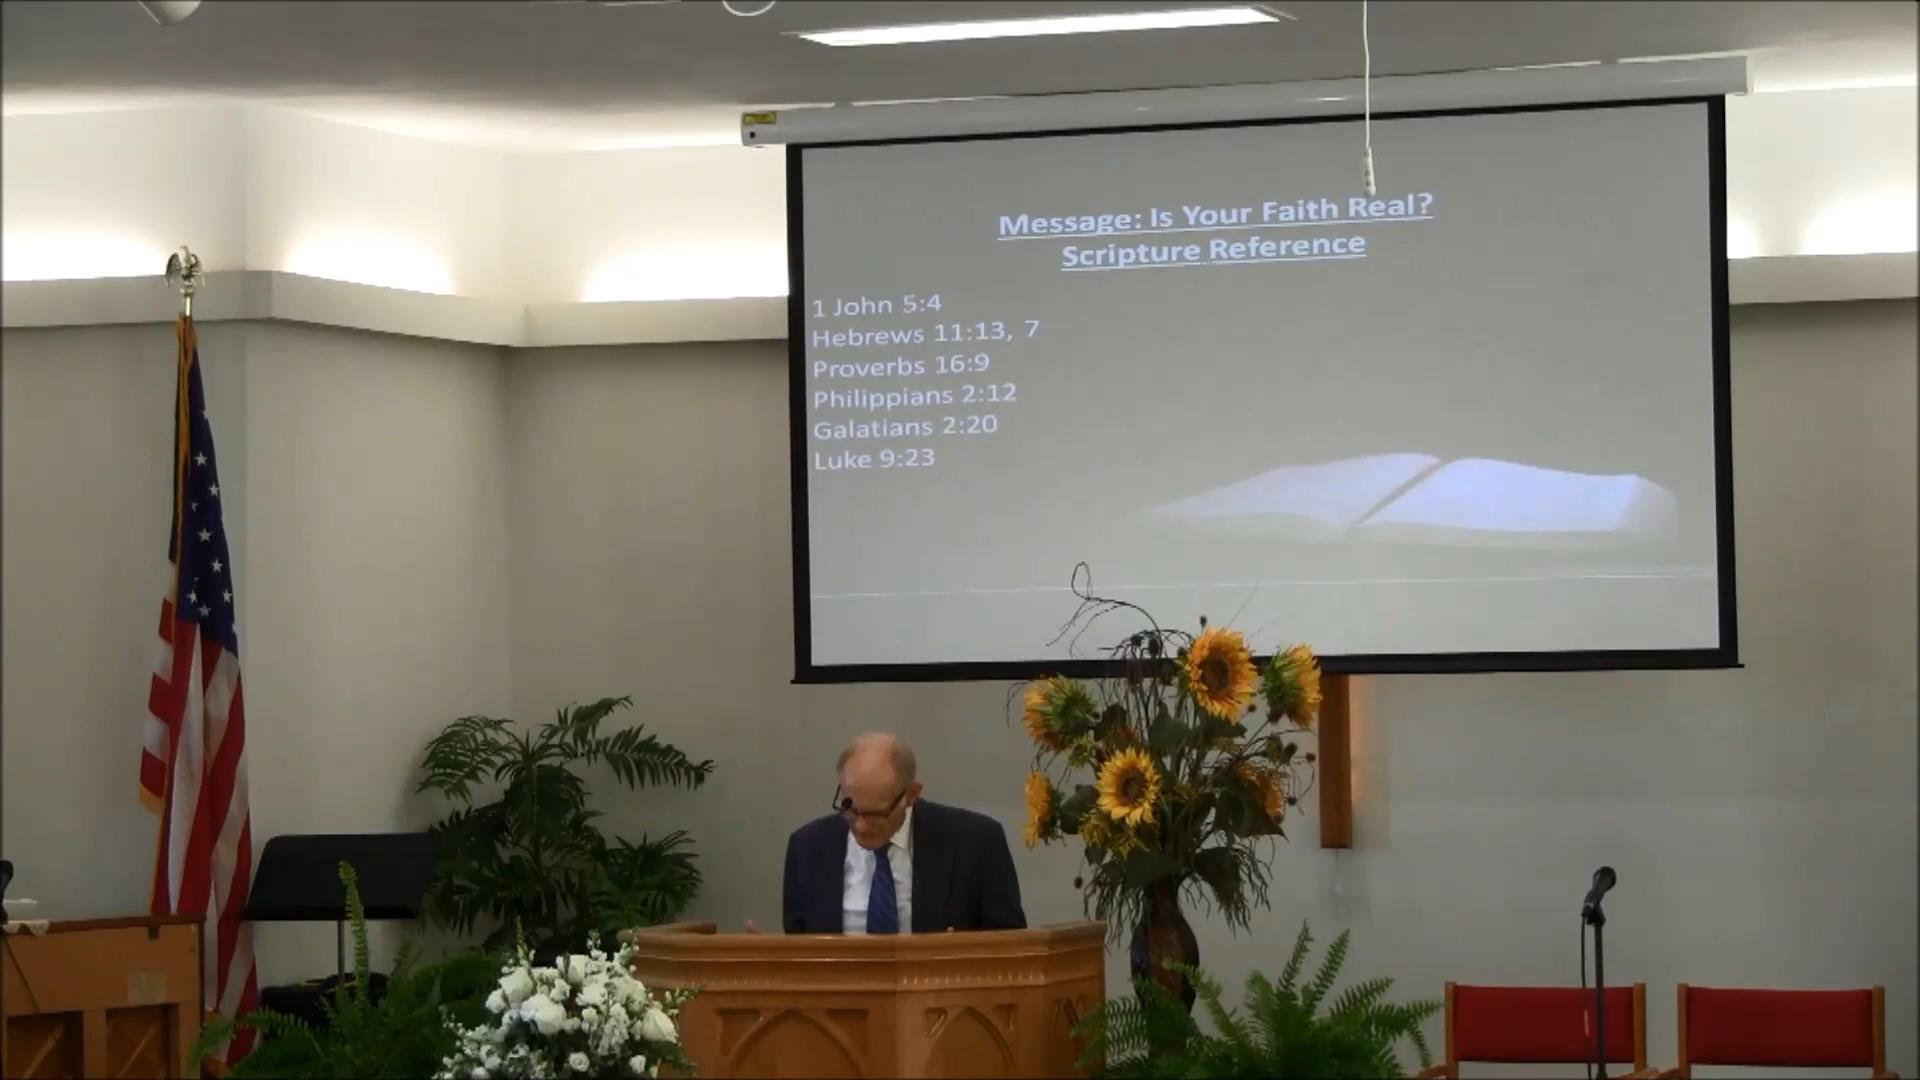 Message: Is Your Faith Real?
Scripture Reference
1 John 5:4
Hebrews 11:13, 7
Proverbs 16:9
Philippians 2:12
Galatians 2:20
Luke 9:23